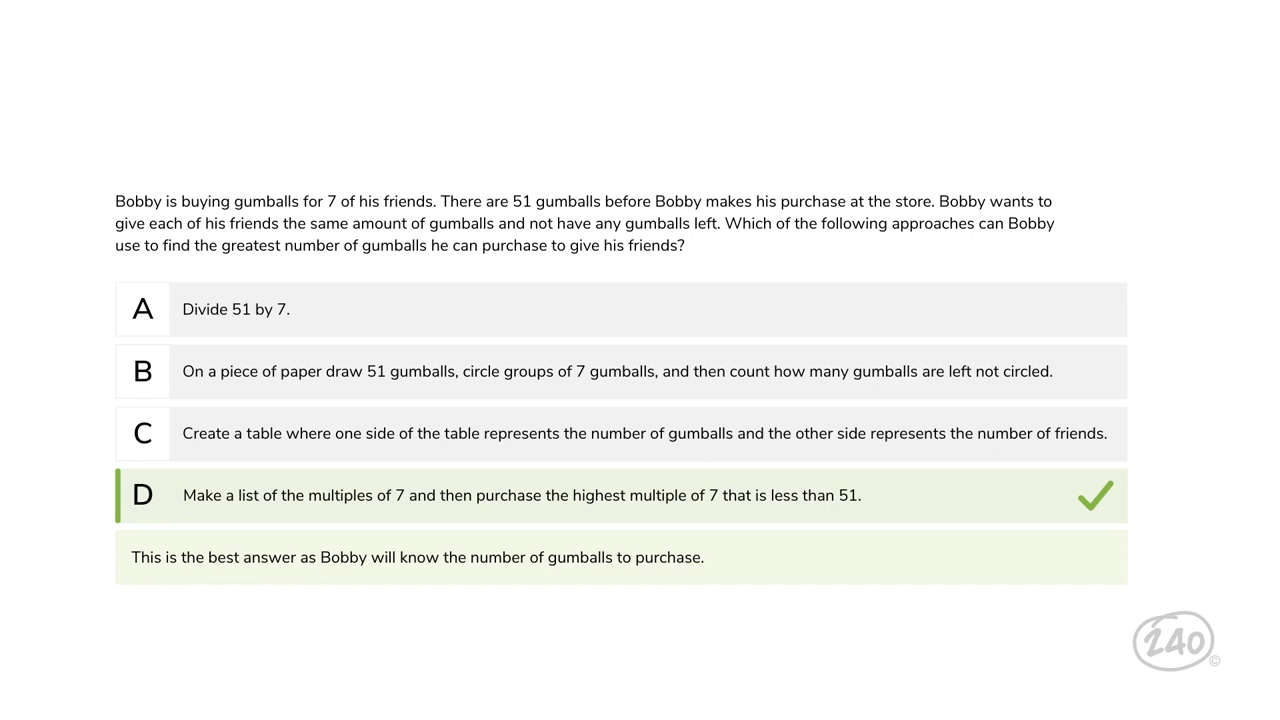 Bobby is buying gumballs for 7 of his friends. There are 51 gumballs before Bobby makes his purchase at the store. Bobby wants to
give each of his friends the same amount of gumballs and not have any gumballs left. Which of the following approaches can Bobby
use to find the greatest number of gumballs he can purchase to give his friends?
A Divide 51 by 7.
B On a piece of paper draw 51 gumballs, circle groups of 7 gumballs, and then count how many gumballs are left not circled.
C Create a table where one side of the table represents the number of gumballs and the other side represents the number of friends.
D Make a list of the multiples of 7 and then purchase the highest multiple of 7 that is less than 51.
This is the best answer as Bobby will know the number of gumballs to purchase.
240 ©